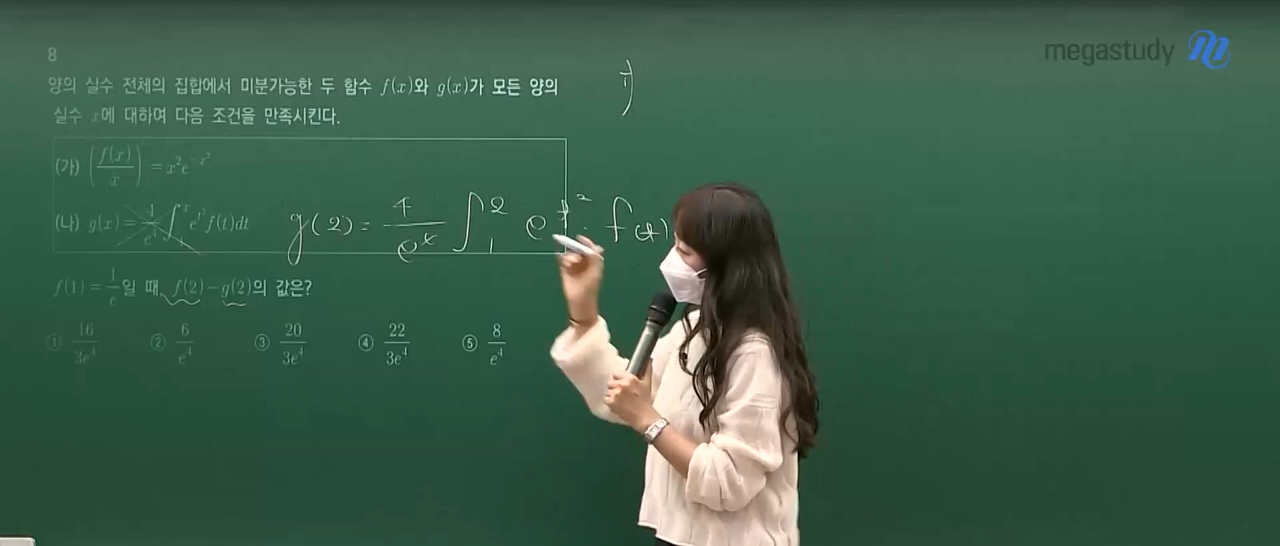 megastudy
8
양의 실수 전체의 집합에서 미분가능한 두 함수 f(x)와 g(x)가 모든 양의
실수 x에 대하여 다음 조건을 만족시킨다.
(가) (f(x)/x) = x²e^{-x²}
(나) g(x) = 4/e⁴ ∫₁ˣ e^{t²} f(t)dt
g(2) = 4/e^x ∫₁² e^{t²} · f(t)
f(1) = 1/e일 때, f(2)-g(2)의 값은?
① 16/3e⁴ ② 6/e⁴ ③ 20/3e⁴ ④ 22/3e⁴ ⑤ 8/e⁴